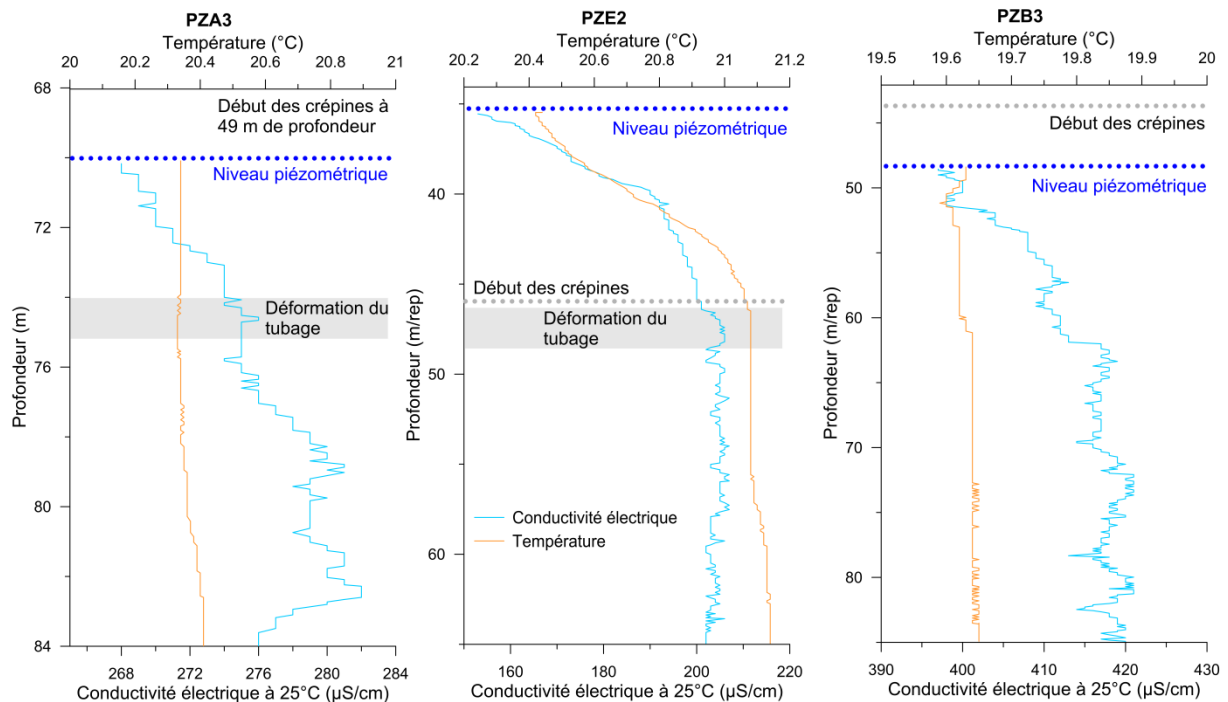 PZA3
Température (°C)
20 20.2 20.4 20.6 20.8 21
68
72
76
80
84
Profondeur (m)
Début des crépines à
49 m de profondeur
Niveau piézométrique
Déformation du
tubage
268 272 276 280 284
Conductivité électrique à 25°C (µS/cm)
PZE2
Température (°C)
20 20.2 20.4 20.6 20.8 21 21.2
40
50
60
Profondeur (m/rep)
Niveau piézométrique
Début des crépines
Déformation du
tubage
Conductivité électrique
Température
160 180 200 220
Conductivité électrique à 25°C (µS/cm)
PZB3
Température (°C)
19.5 19.6 19.7 19.8 19.9 20
50
60
70
80
Profondeur (m/rep)
Début des crépines
Niveau piézométrique
390 400 410 420 430
Conductivité électrique à 25°C (µS/cm)